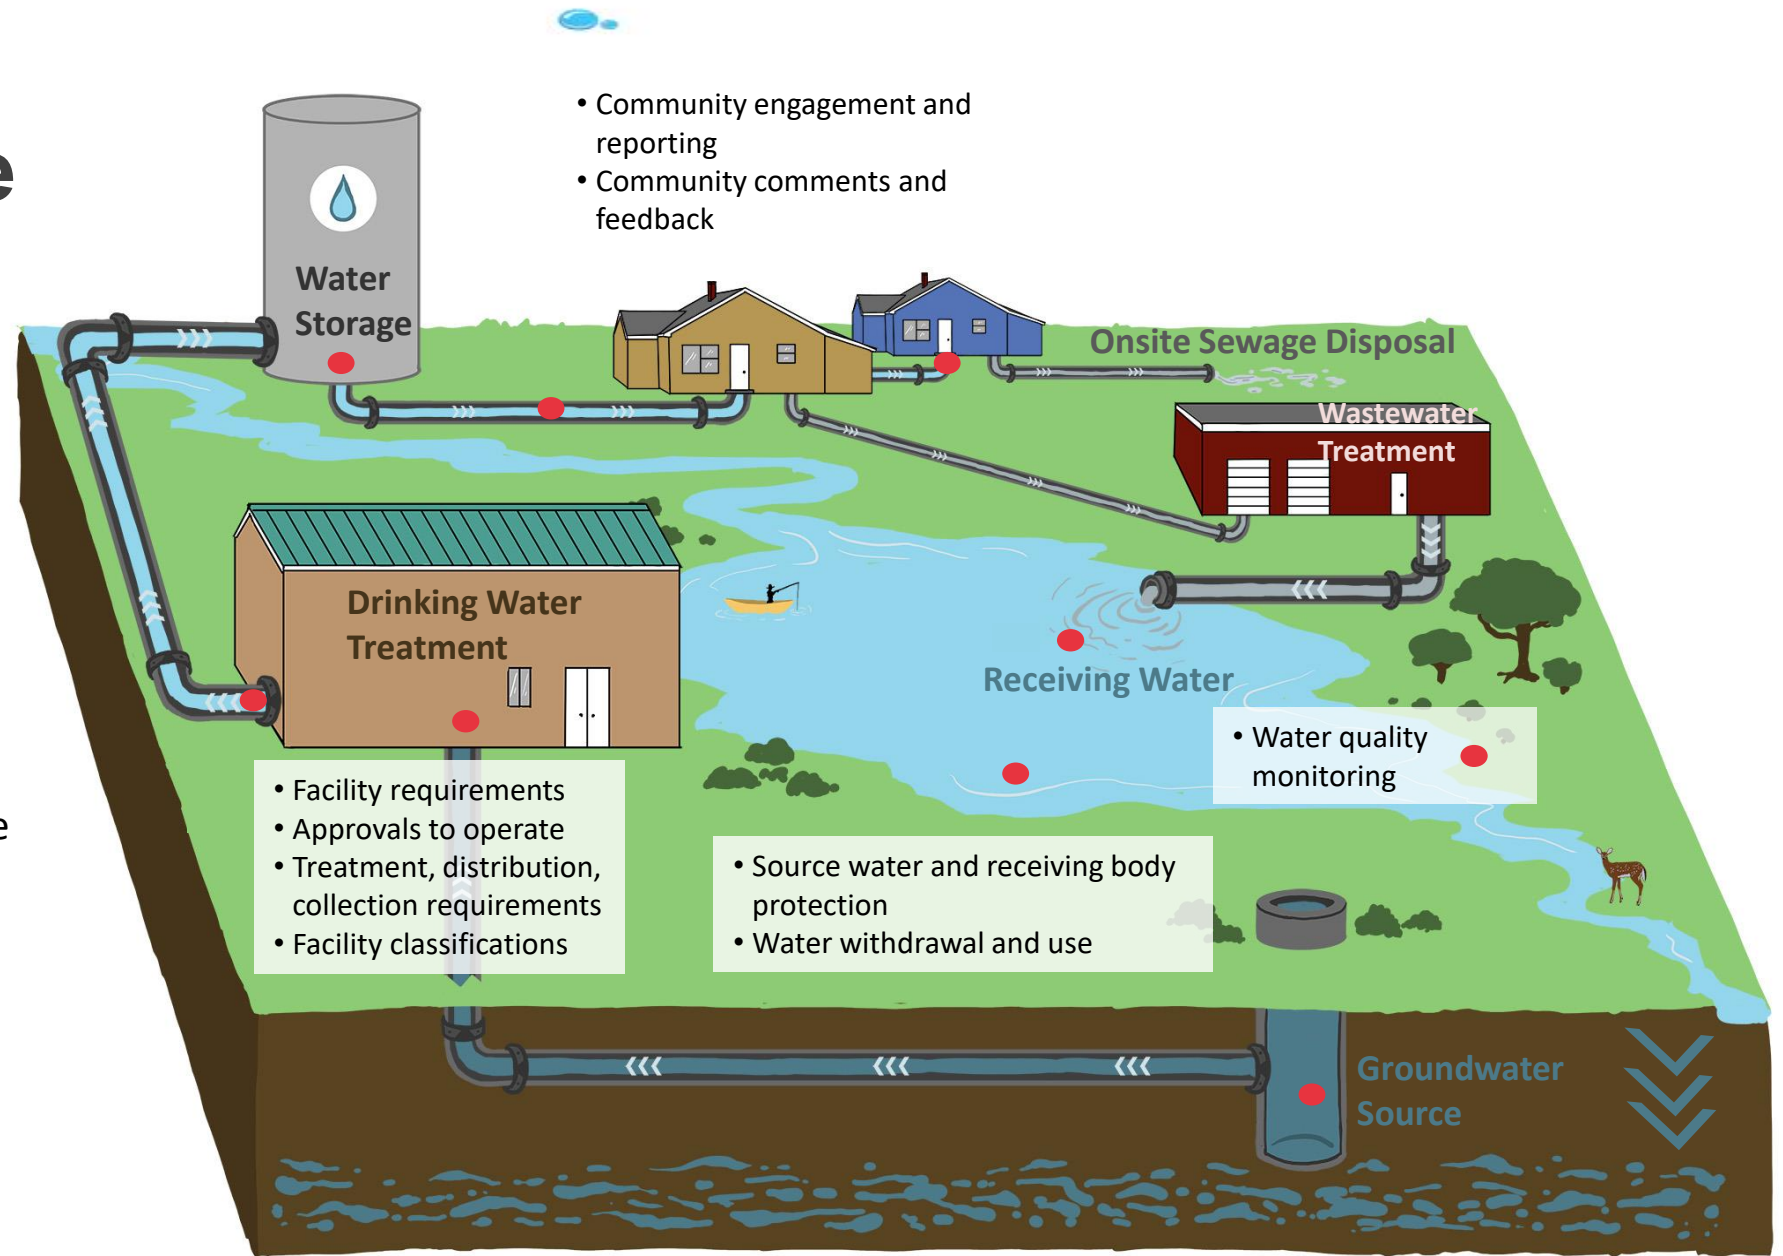 • Community engagement and
reporting
• Community comments and
feedback
e
Water
Storage
Onsite Sewage Disposal
Wastewater
Treatment
Drinking Water
Treatment
Receiving Water
• Water quality
monitoring
• Facility requirements
• Approvals to operate
• Treatment, distribution,
collection requirements
• Facility classifications
e
• Source water and receiving body
protection
• Water withdrawal and use
Groundwater
Source